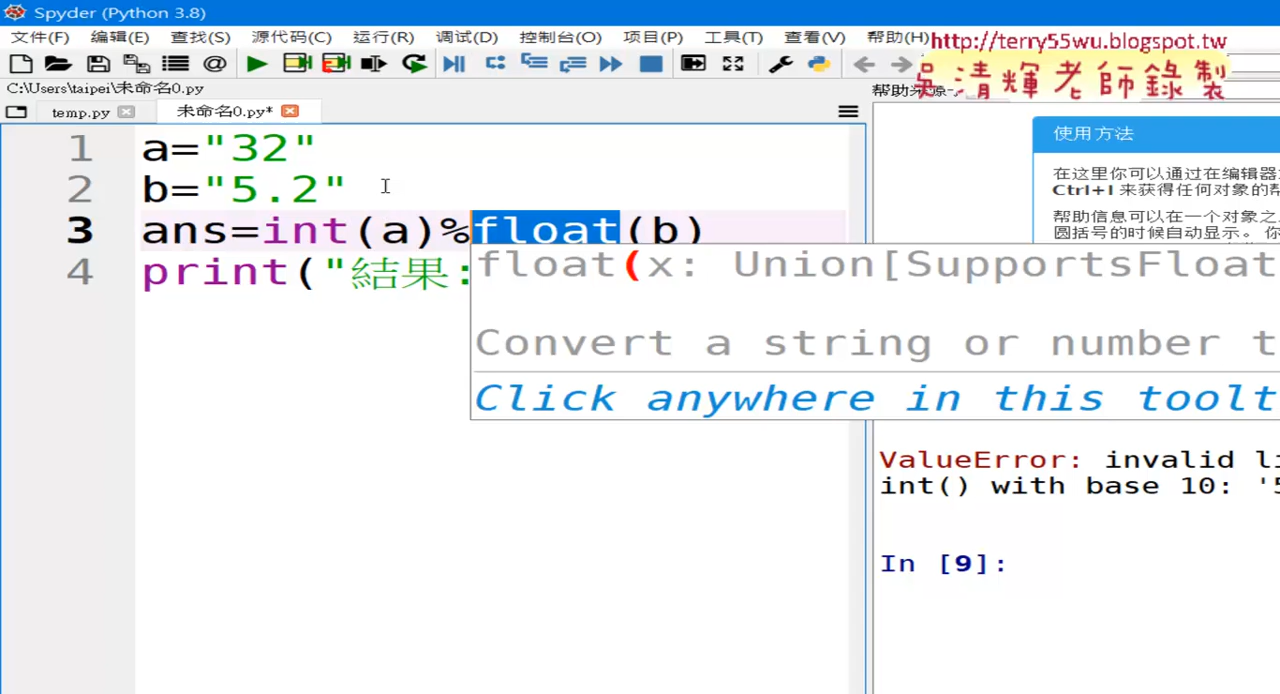 Spyder (Python 3.8)
文件(F) 编辑(E) 查找(S) 源代码(C) 运行(R) 调试(D) 控制台(O) 项目(P) 工具(T) 查看(V) 帮助(H)
http://terry55wu.blogspot.tw
吳清輝老師錄製
C:\Users\taipei\未命名0.py
帮助
temp.py 未命名0.py*
使用方法
1 a="32"
2 b="5.2"
3 ans=int(a)%float(b)
4 print("結果:
在这里你可以通过在编辑器
Ctrl+I 来获得任何对象的帮
帮助信息可以在一个对象之
圆括号的时候自动显示。 你
float(x: Union[SupportsFloat
Convert a string or number t
Click anywhere in this toolt
ValueError: invalid li
int() with base 10: '5
In [9]: